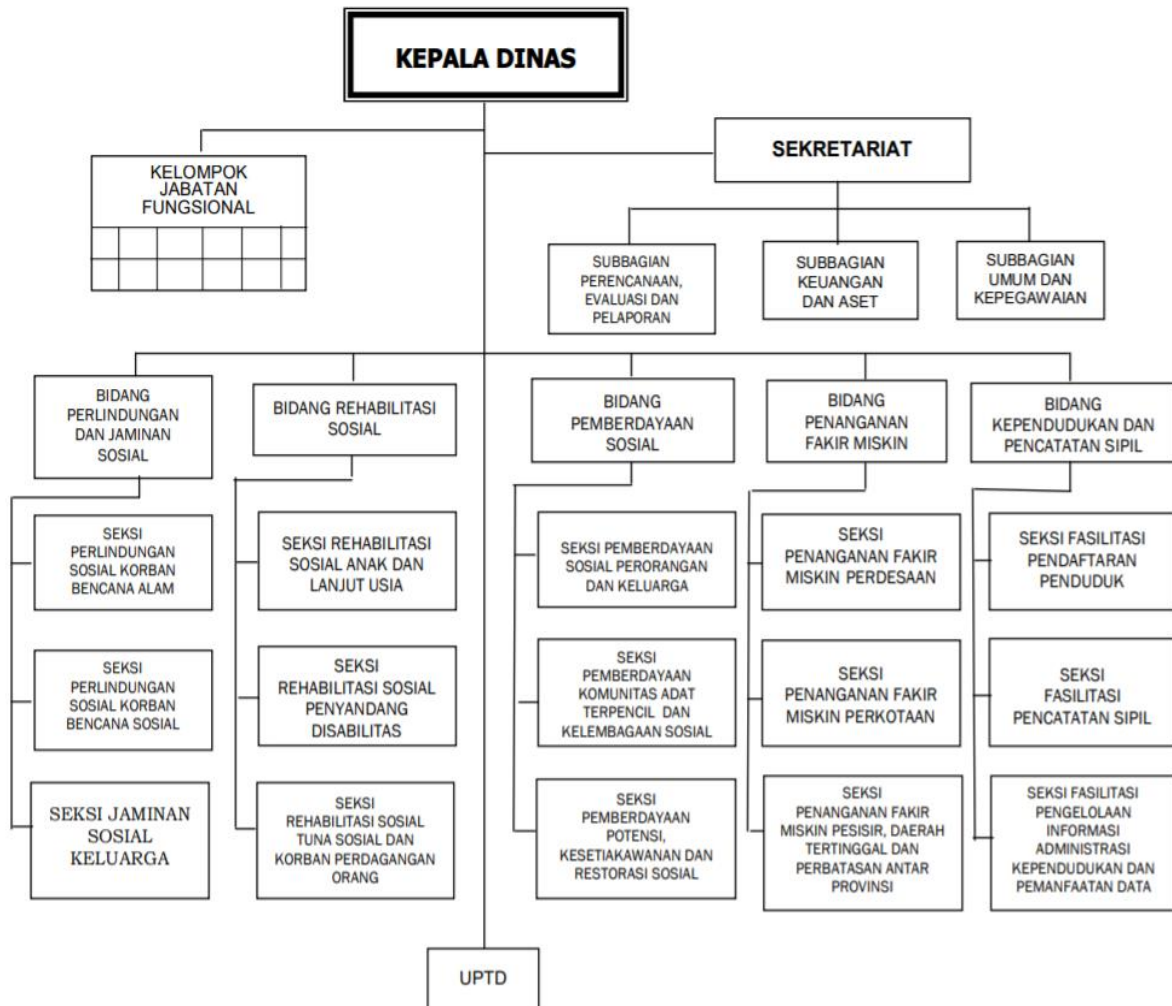 KEPALA DINAS
KELOMPOK
JABATAN
FUNGSIONAL
SEKRETARIAT
SUBBAGIAN
PERENCANAAN,
EVALUASI DAN
PELAPORAN
SUBBAGIAN
KEUANGAN
DAN ASET
SUBBAGIAN
UMUM DAN
KEPEGAWAIAN
BIDANG
PERLINDUNGAN
DAN JAMINAN
SOSIAL
BIDANG REHABILITAS
SOSIAL
BIDANG
PEMBERDAYAAN
SOSIAL
BIDANG
PENANGANAN
FAKIR MISKIN
BIDANG
KEPENDUDUKAN DAN
PENCATATAN SIPIL
SEKSI
PERLINDUNGAN
SOSIAL KORBAN
BENCANA ALAM
SEKSI REHABILITASI
SOSIAL ANAK DAN
LANJUT USIA
SEKSI PEMBERDAYAAN
SOSIAL PERORANGAN
DAN KELUARGA
SEKSI
PENANGANAN FAKIR
MISKIN PERDESAAN
SEKSI FASILITASI
PENDAFTARAN
PENDUDUK
SEKSI
PERLINDUNGAN
SOSIAL KORBAN
BENCANA SOSIAL
SEKSI
REHABILITASI SOSIAL
PENYANDANG
DISABILITAS
SEKSI
PEMBERDAYAAN
KOMUNITAS ADAT
TERPENCIL DAN
KELEMBAGAAN SOSIAL
SEKSI
PENANGANAN FAKIR
MISKIN PERKOTAAN
SEKSI
FASILITASI
PENCATATAN SIPIL
SEKSI JAMINAN
SOSIAL
KELUARGA
SEKSI
REHABILITASI SOSIAL
TUNA SOSIAL DAN
KORBAN PERDAGANGAN
ORANG
SEKSI
PEMBERDAYAAN
POTENSI,
KESETIAKAWANAN DAN
RESTORASI SOSIAL
SEKSI
PENANGANAN FAKIR
MISKIN PESISIR, DAERAH
TERTINGGAL DAN
PERBATASAN ANTAR
PROVINSI
SEKSI FASILITASI
PENGELOLAAN
INFORMASI
ADMINISTRASI
KEPENDUDUKAN DAN
PEMANFAATAN DATA
UPTD